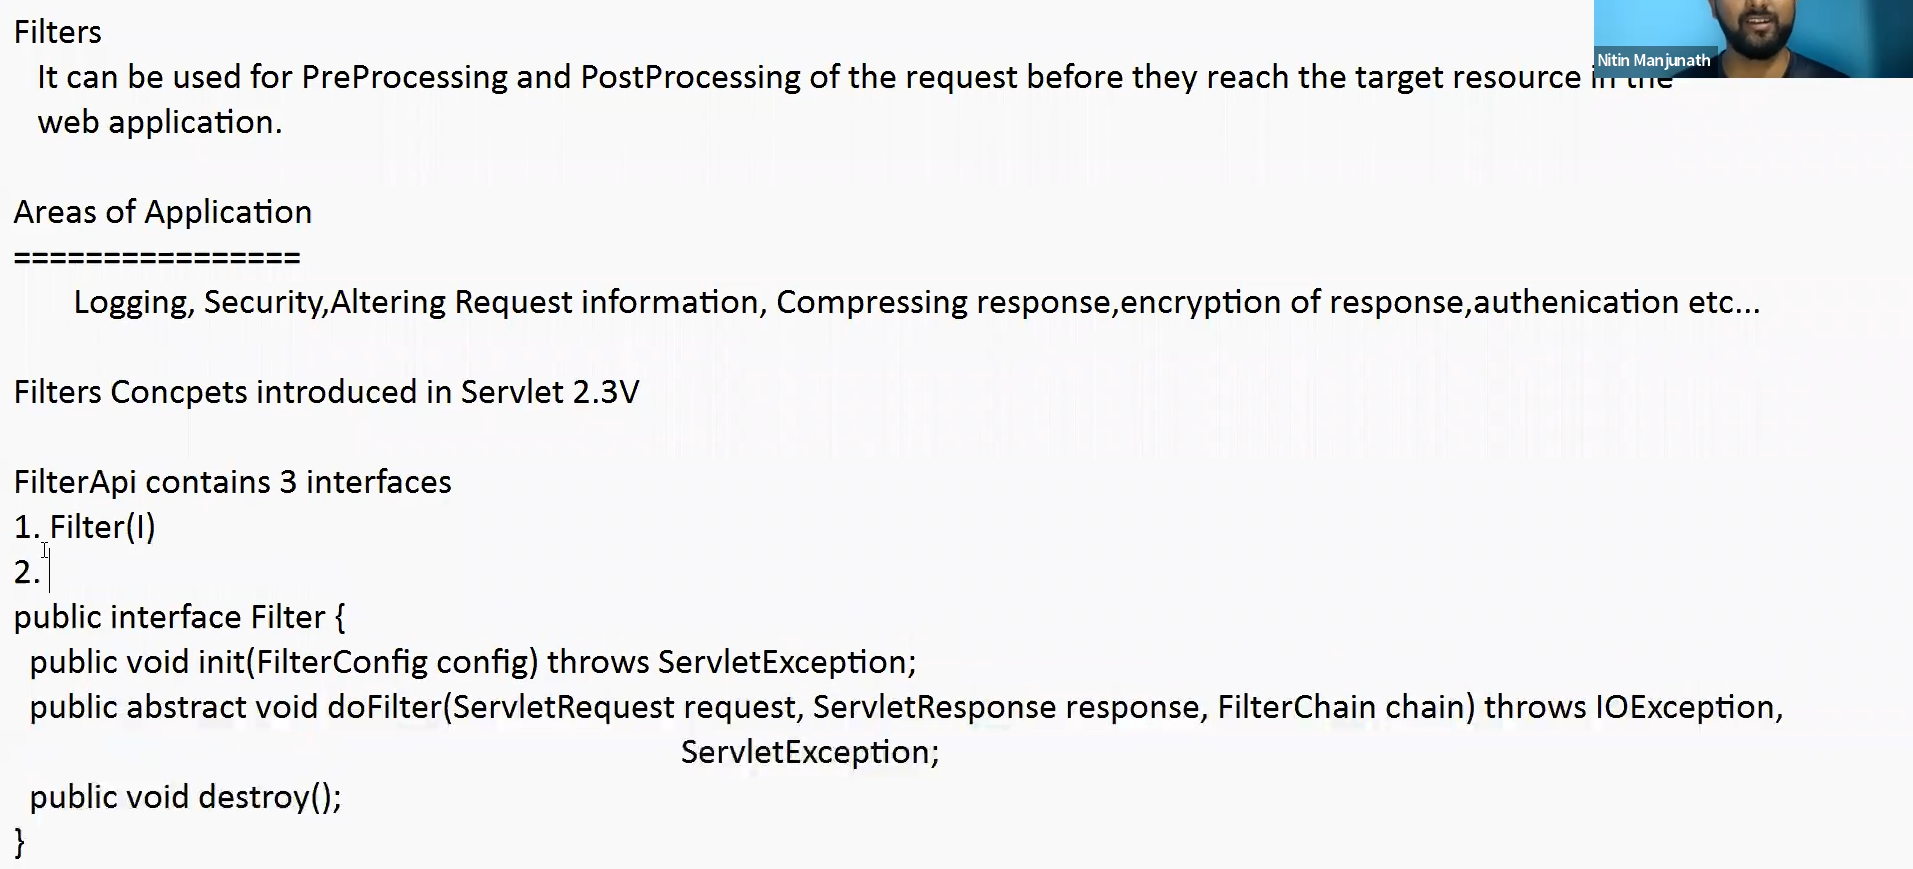 Filters
It can be used for PreProcessing and PostProcessing of the request before they reach the target resource in the
web application.
Nitin Manjunath
Areas of Application
================
Logging, Security,Altering Request information, Compressing response,encryption of response,authenication etc...
Filters Concpets introduced in Servlet 2.3V
FilterApi contains 3 interfaces
1. Filter(I)
2.
public interface Filter {
public void init(FilterConfig config) throws ServletException;
public abstract void doFilter(ServletRequest request, ServletResponse response, FilterChain chain) throws IOException,
ServletException;
public void destroy();
}